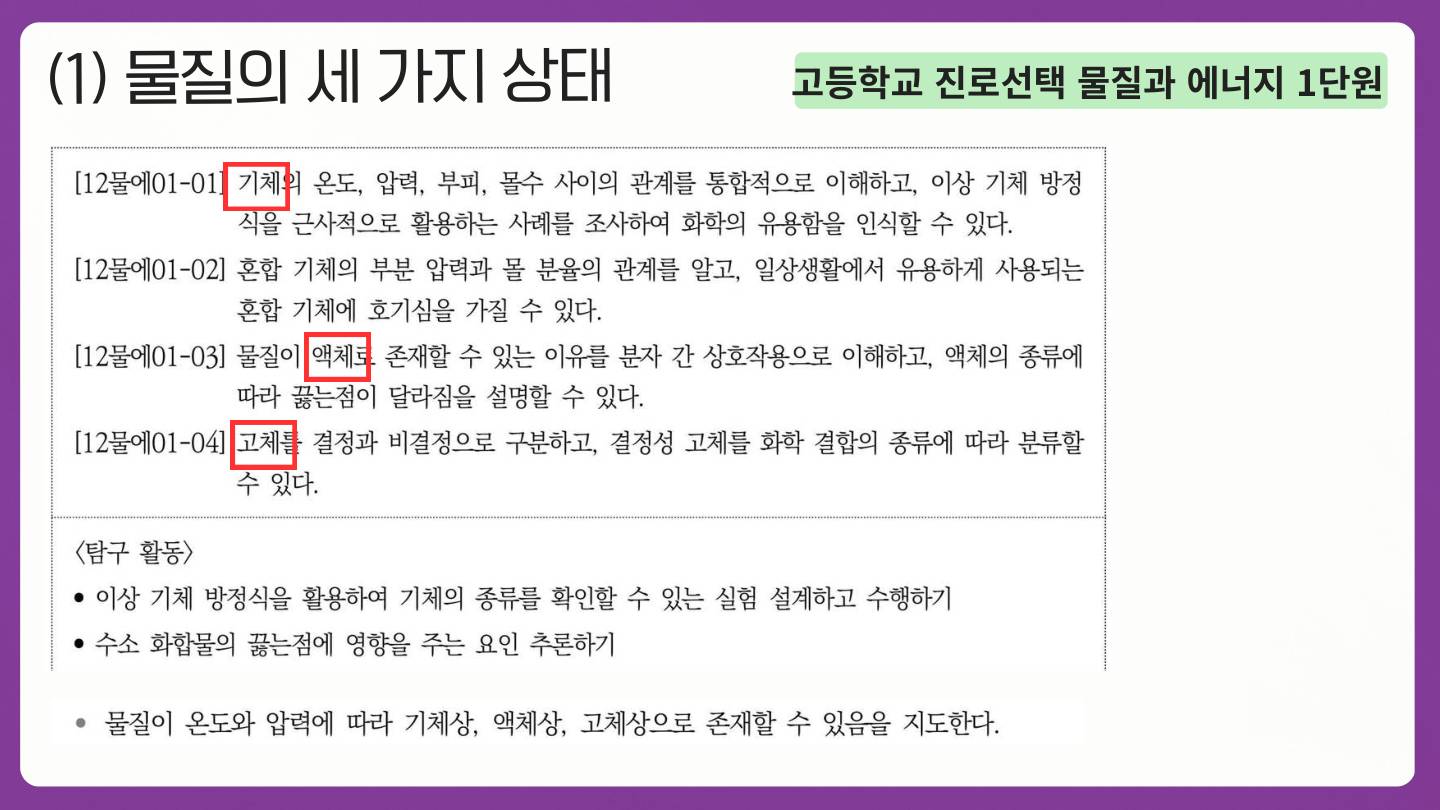 (1) 물질의 세 가지 상태
고등학교 진로선택 물질과 에너지 1단원
[12물에01-01] 기체의 온도, 압력, 부피, 몰수 사이의 관계를 통합적으로 이해하고, 이상 기체 방정
식을 근사적으로 활용하는 사례를 조사하여 화학의 유용함을 인식할 수 있다.
[12물에01-02] 혼합 기체의 부분 압력과 몰 분율의 관계를 알고, 일상생활에서 유용하게 사용되는
혼합 기체에 호기심을 가질 수 있다.
[12물에01-03] 물질이 액체로 존재할 수 있는 이유를 분자 간 상호작용으로 이해하고, 액체의 종류에
따라 끓는점이 달라짐을 설명할 수 있다.
[12물에01-04] 고체를 결정과 비결정으로 구분하고, 결정성 고체를 화학 결합의 종류에 따라 분류할
수 있다.
〈탐구 활동〉
• 이상 기체 방정식을 활용하여 기체의 종류를 확인할 수 있는 실험 설계하고 수행하기
• 수소 화합물의 끓는점에 영향을 주는 요인 추론하기
• 물질이 온도와 압력에 따라 기체상, 액체상, 고체상으로 존재할 수 있음을 지도한다.